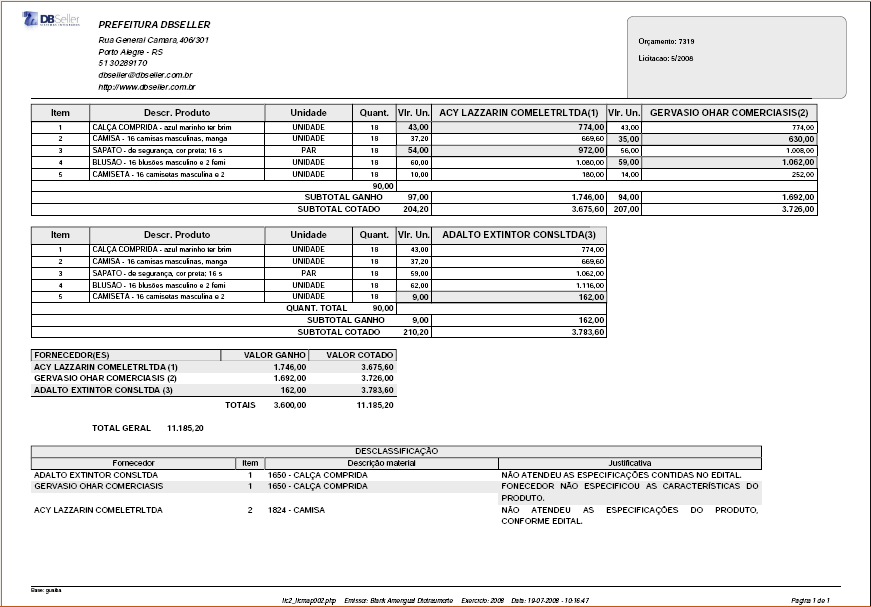 DBSeller
PREFEITURA DBSELLER
Rua General Camara,406/301
Porto Alegre - RS
51 30289170
dbseller@dbseller.com.br
http://www.dbseller.com.br
Orçamento: 7319
Licitacao: 5/2008
Item Descr. Produto Unidade Quant. Vlr. Un. ACY LAZZARIN COMELETRLTDA(1) Vlr. Un. GERVASIO OHAR COMERCIASIS(2)
1 CALÇA COMPRIDA - azul marinho ter brim UNIDADE 18 43,00 774,00 43,00 774,00
2 CAMISA - 16 camisas masculinas, manga UNIDADE 18 37,20 669,60 35,00 630,00
3 SAPATO - de segurança, cor preta; 16 s PAR 18 54,00 972,00 56,00 1.008,00
4 BLUSAO - 16 blusões masculino e 2 femi UNIDADE 18 60,00 1.080,00 59,00 1.062,00
5 CAMISETA - 16 camisetas masculina e 2 UNIDADE 18 10,00 180,00 14,00 252,00
90,00
SUBTOTAL GANHO 97,00 1.746,00 94,00 1.692,00
SUBTOTAL COTADO 204,20 3.675,60 207,00 3.726,00
Item Descr. Produto Unidade Quant. Vlr. Un. ADALTO EXTINTOR CONSLTDA(3)
1 CALÇA COMPRIDA - azul marinho ter brim UNIDADE 18 43,00 774,00
2 CAMISA - 16 camisas masculinas, manga UNIDADE 18 37,20 669,60
3 SAPATO - de segurança, cor preta; 16 s PAR 18 59,00 1.062,00
4 BLUSAO - 16 blusões masculino e 2 femi UNIDADE 18 62,00 1.116,00
5 CAMISETA - 16 camisetas masculina e 2 UNIDADE 18 9,00 162,00
QUANT. TOTAL 90,00
SUBTOTAL GANHO 9,00 162,00
SUBTOTAL COTADO 210,20 3.783,60
FORNECEDOR(ES) VALOR GANHO VALOR COTADO
ACY LAZZARIN COMELETRLTDA (1) 1.746,00 3.675,60
GERVASIO OHAR COMERCIASIS (2) 1.692,00 3.726,00
ADALTO EXTINTOR CONSLTDA (3) 162,00 3.783,60
TOTAIS 3.600,00 11.185,20
TOTAL GERAL 11.185,20
DESCLASSIFICAÇÃO
Fornecedor Item Descrição material Justificativa
ADALTO EXTINTOR CONSLTDA 1 1650 - CALÇA COMPRIDA NÃO ATENDEU AS ESPECIFICAÇÕES CONTIDAS NO EDITAL.
GERVASIO OHAR COMERCIASIS 1 1650 - CALÇA COMPRIDA FONECEDOR NÃO ESPECIFICOU AS CARACTERÍSTICAS DO
PRODUTO.
ACY LAZZARIN COMELETRLTDA 2 1824 - CAMISA NÃO ATENDEU AS ESPECIFICAÇÕES DO PRODUTO,
CONFORME EDITAL.
Base: guaiba
Emissor: Exercicio: 2008 Data: 19-07-2008 - 10:16:47 Página 1 de 1